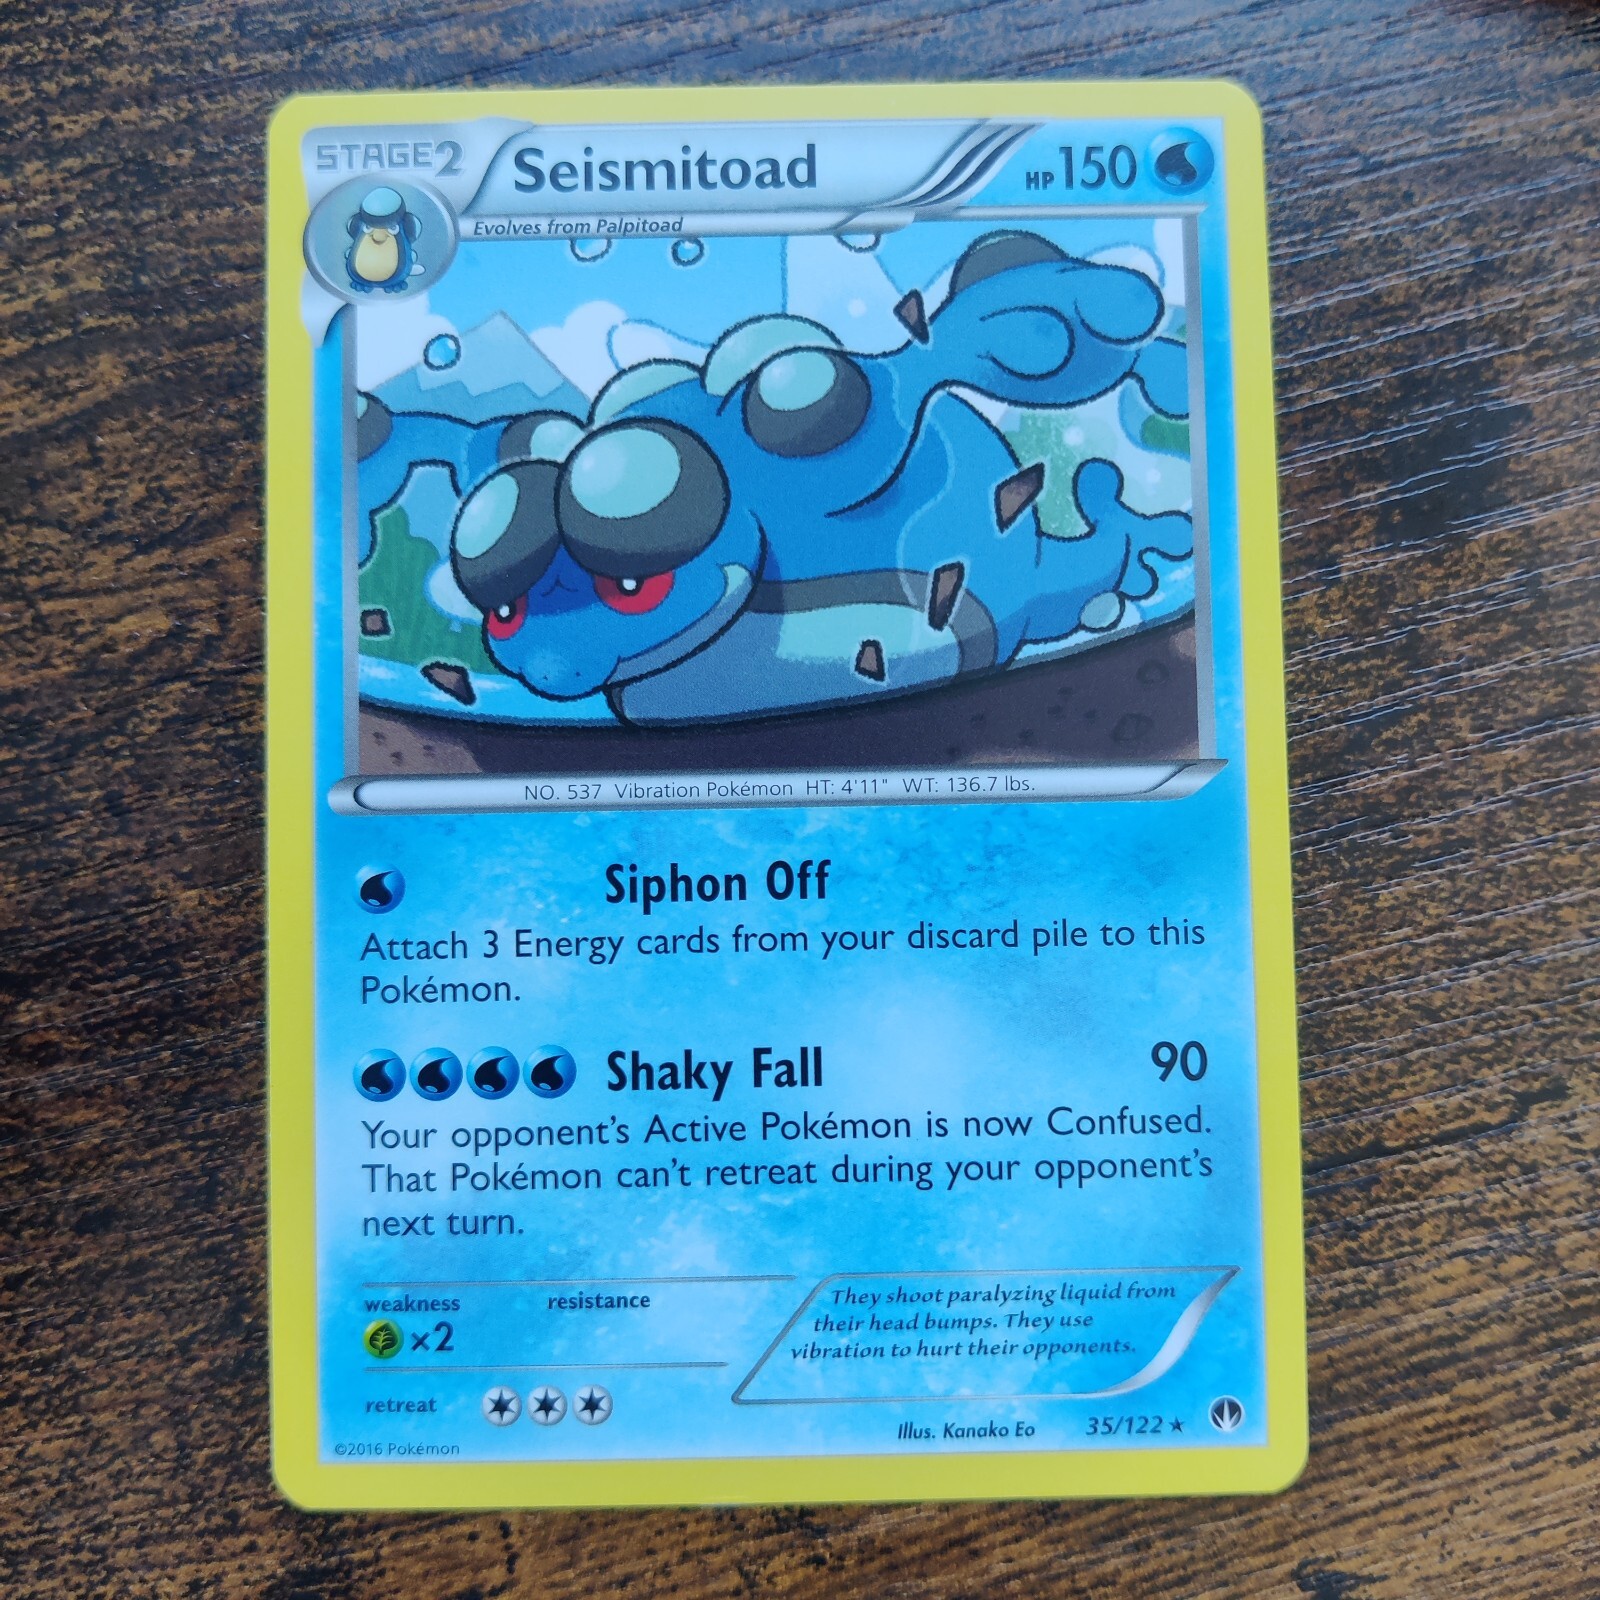 STAGE2
Seismitoad
HP150
Evolves from Palpitoad
NO. 537 Vibration Pokémon HT: 4'11" WT: 136.7 lbs.
Siphon Off
Attach 3 Energy cards from your discard pile to this
Pokémon.
Shaky Fall 90
Your opponent's Active Pokémon is now Confused.
That Pokémon can't retreat during your opponent's
next turn.
weakness resistance
×2
They shoot paralyzing liquid from
their head bumps. They use
vibration to hurt their opponents.
retreat
Illus. Kanako Eo 35/122 ★
©2016 Pokémon